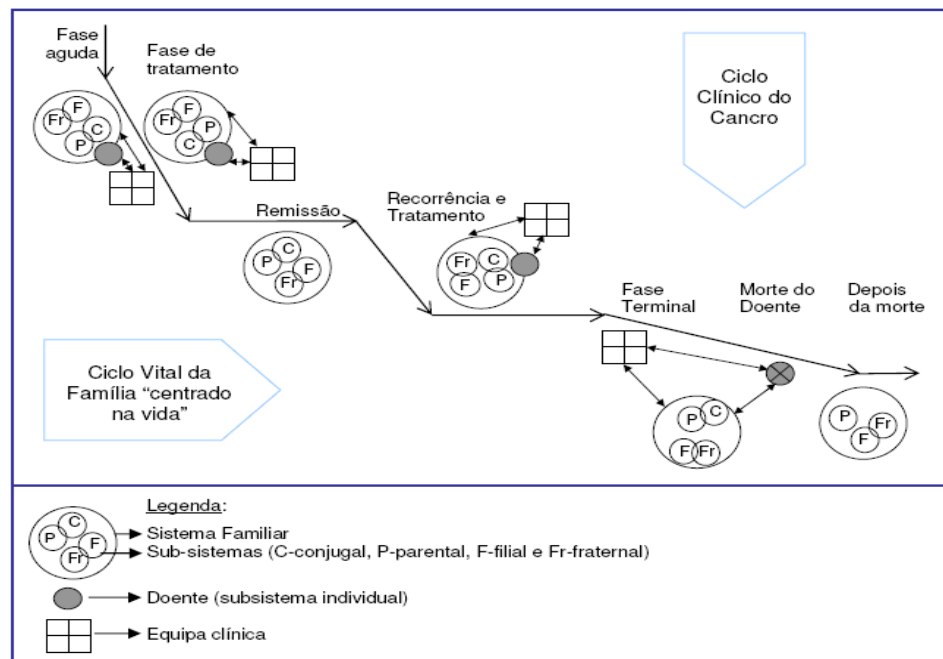 Fase
aguda
Fase de
tratamento
Ciclo
Clínico do
Cancro
F
Fr
C
P
F
Fr
P
C
Remissão
Recorrência e
Tratamento
C
P
F
Fr
Fr
C
F
P
Fase
Terminal
Morte do
Doente
Depois
da morte
Ciclo Vital da
Família “centrado
na vida”
P
C
F
Fr
P
Fr
F
Legenda:
C
P
F
Fr
Sistema Familiar
Sub-sistemas (C-conjugal, P-parental, F-filial e Fr-fraternal)
Doente (subsistema individual)
Equipa clínica